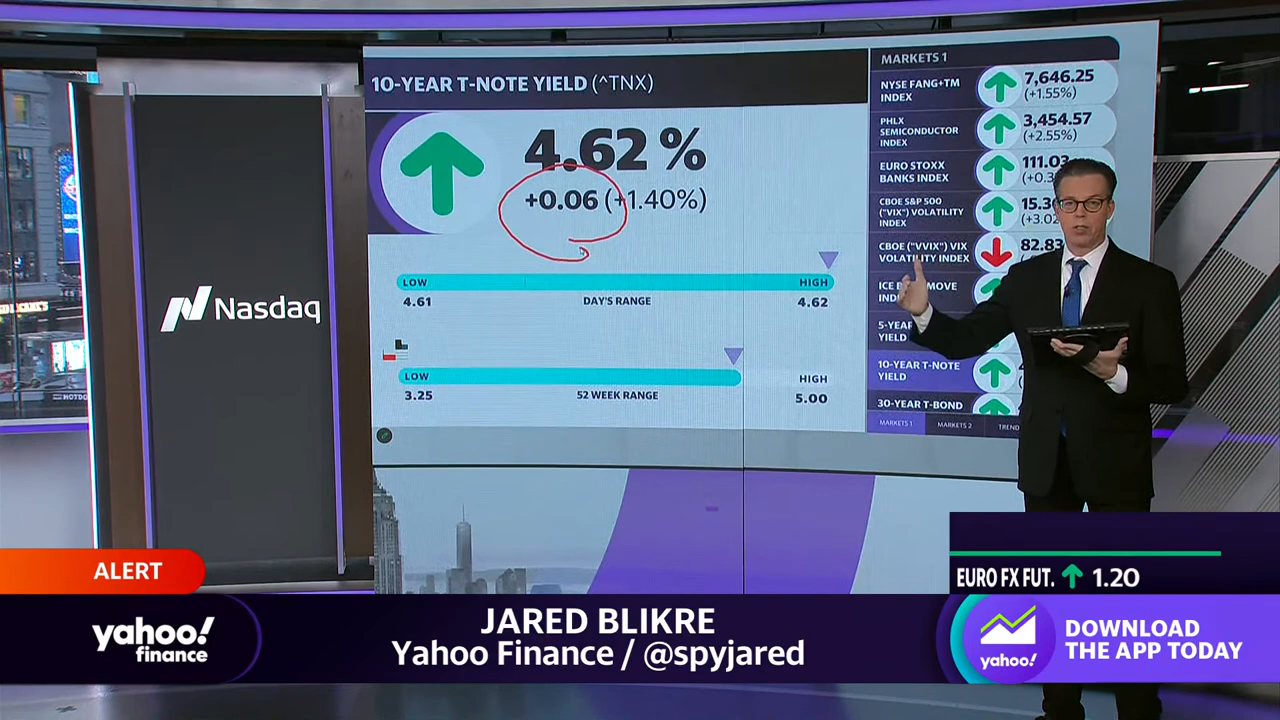 10-YEAR T-NOTE YIELD (^TNX)
4.62 %
+0.06 (+1.40%)
LOW
HIGH
4.61
DAY'S RANGE
4.62
LOW
HIGH
3.25
52 WEEK RANGE
5.00
MARKETS 1
NYSE FANG+TM
INDEX
7,646.25
(+1.55%)
PHLX
SEMICONDUCTOR
INDEX
3,454.57
(+2.55%)
EURO STOXX
BANKS INDEX
111.03
CBOE S&P 500
("VIX") VOLATILITY
INDEX
CBOE ("VVIX") VIX
VOLATILITY INDEX
82.83
5-YEAR
YIELD
10-YEAR T-NOTE
YIELD
30-YEAR T-BOND
MARKETS 1
MARKETS 2
Nasdaq
ALERT
yahoo!
finance
JARED BLIKRE
Yahoo Finance / @spyjared
EURO FX FUT. 1.20
yahoo!
DOWNLOAD
THE APP TODAY